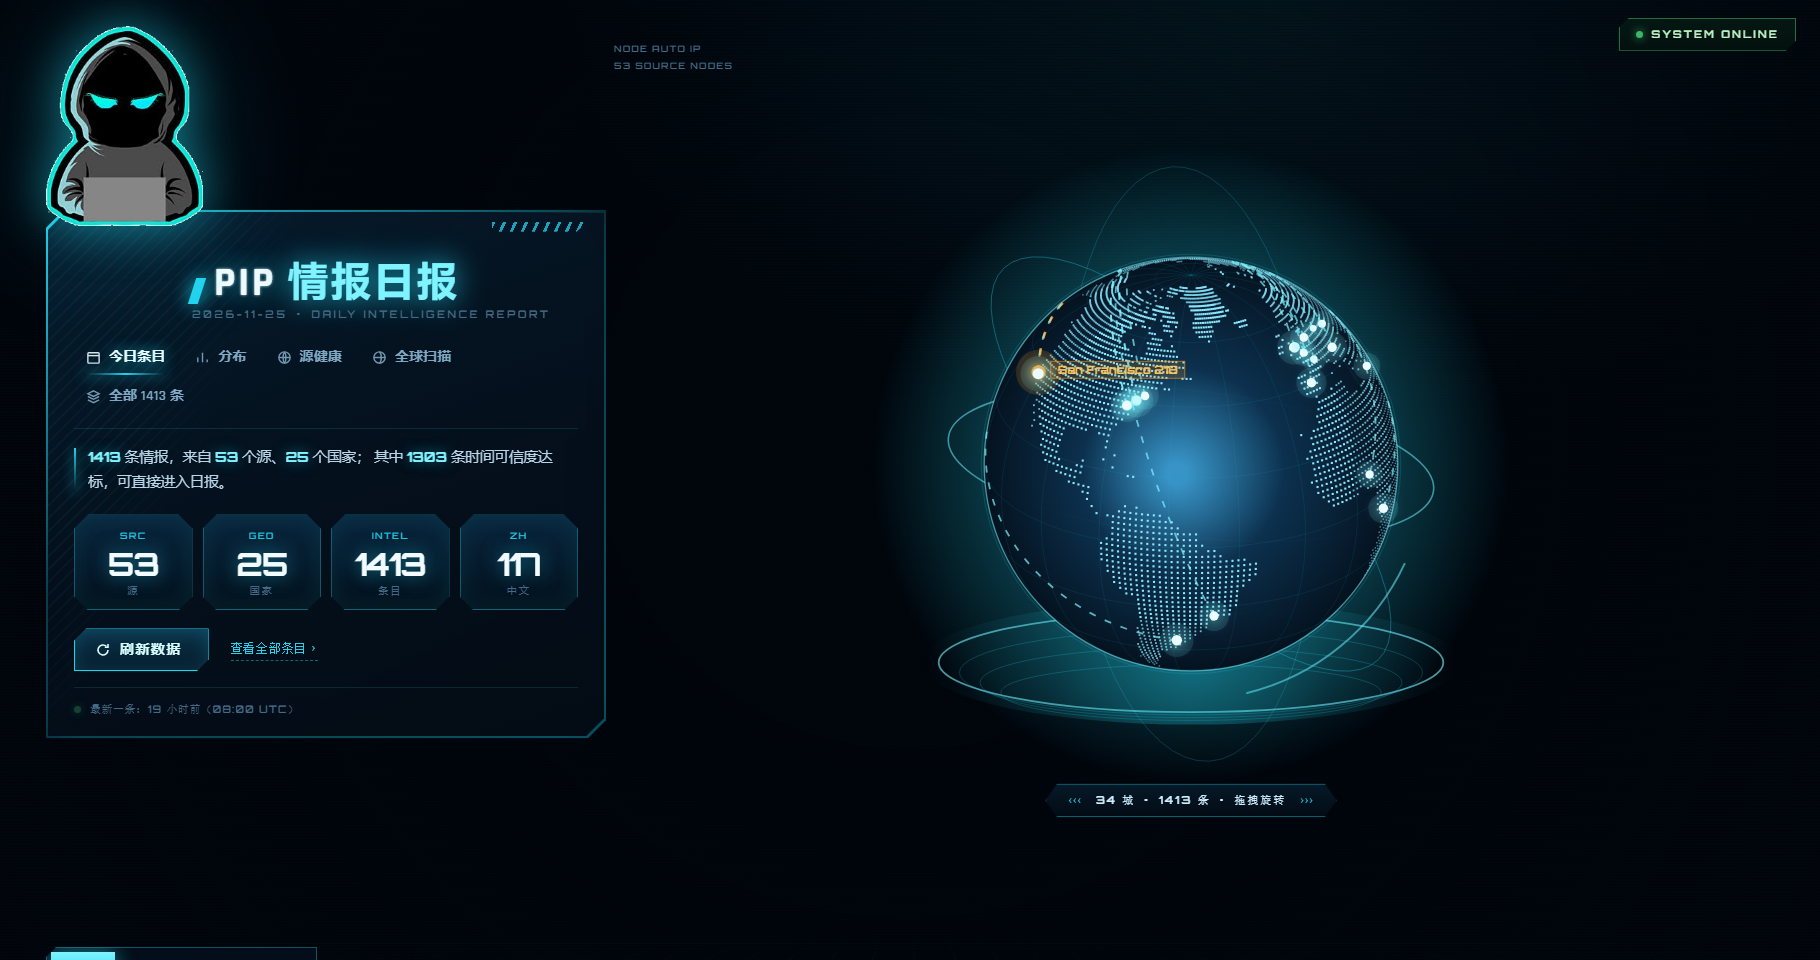 NODE AUTO IP
53 SOURCE NODES
SYSTEM ONLINE
PIP 情报日报
2026-11-25 · DAILY INTELLIGENCE REPORT
今日条目 分布 源健康 全球扫描
全部 1413 条
1413 条情报，来自 53 个源、25 个国家； 其中 1303 条时间可信度达
标，可直接进入日报。
SRC
53
源
GEO
25
国家
INTEL
1413
条目
ZH
117
中文
刷新数据
查看全部条目 ›
最新一条：19 小时前（08:00 UTC）
San Francisco 218
‹‹‹ 34 城 · 1413 条 · 拖拽旋转 ›››